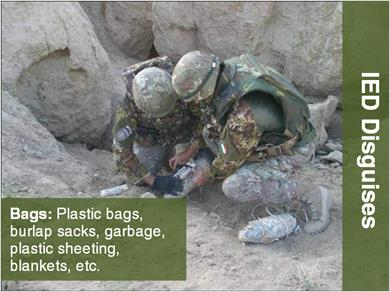 IED Disguises
Bags: Plastic bags,
burlap sacks, garbage,
plastic sheeting,
blankets, etc.